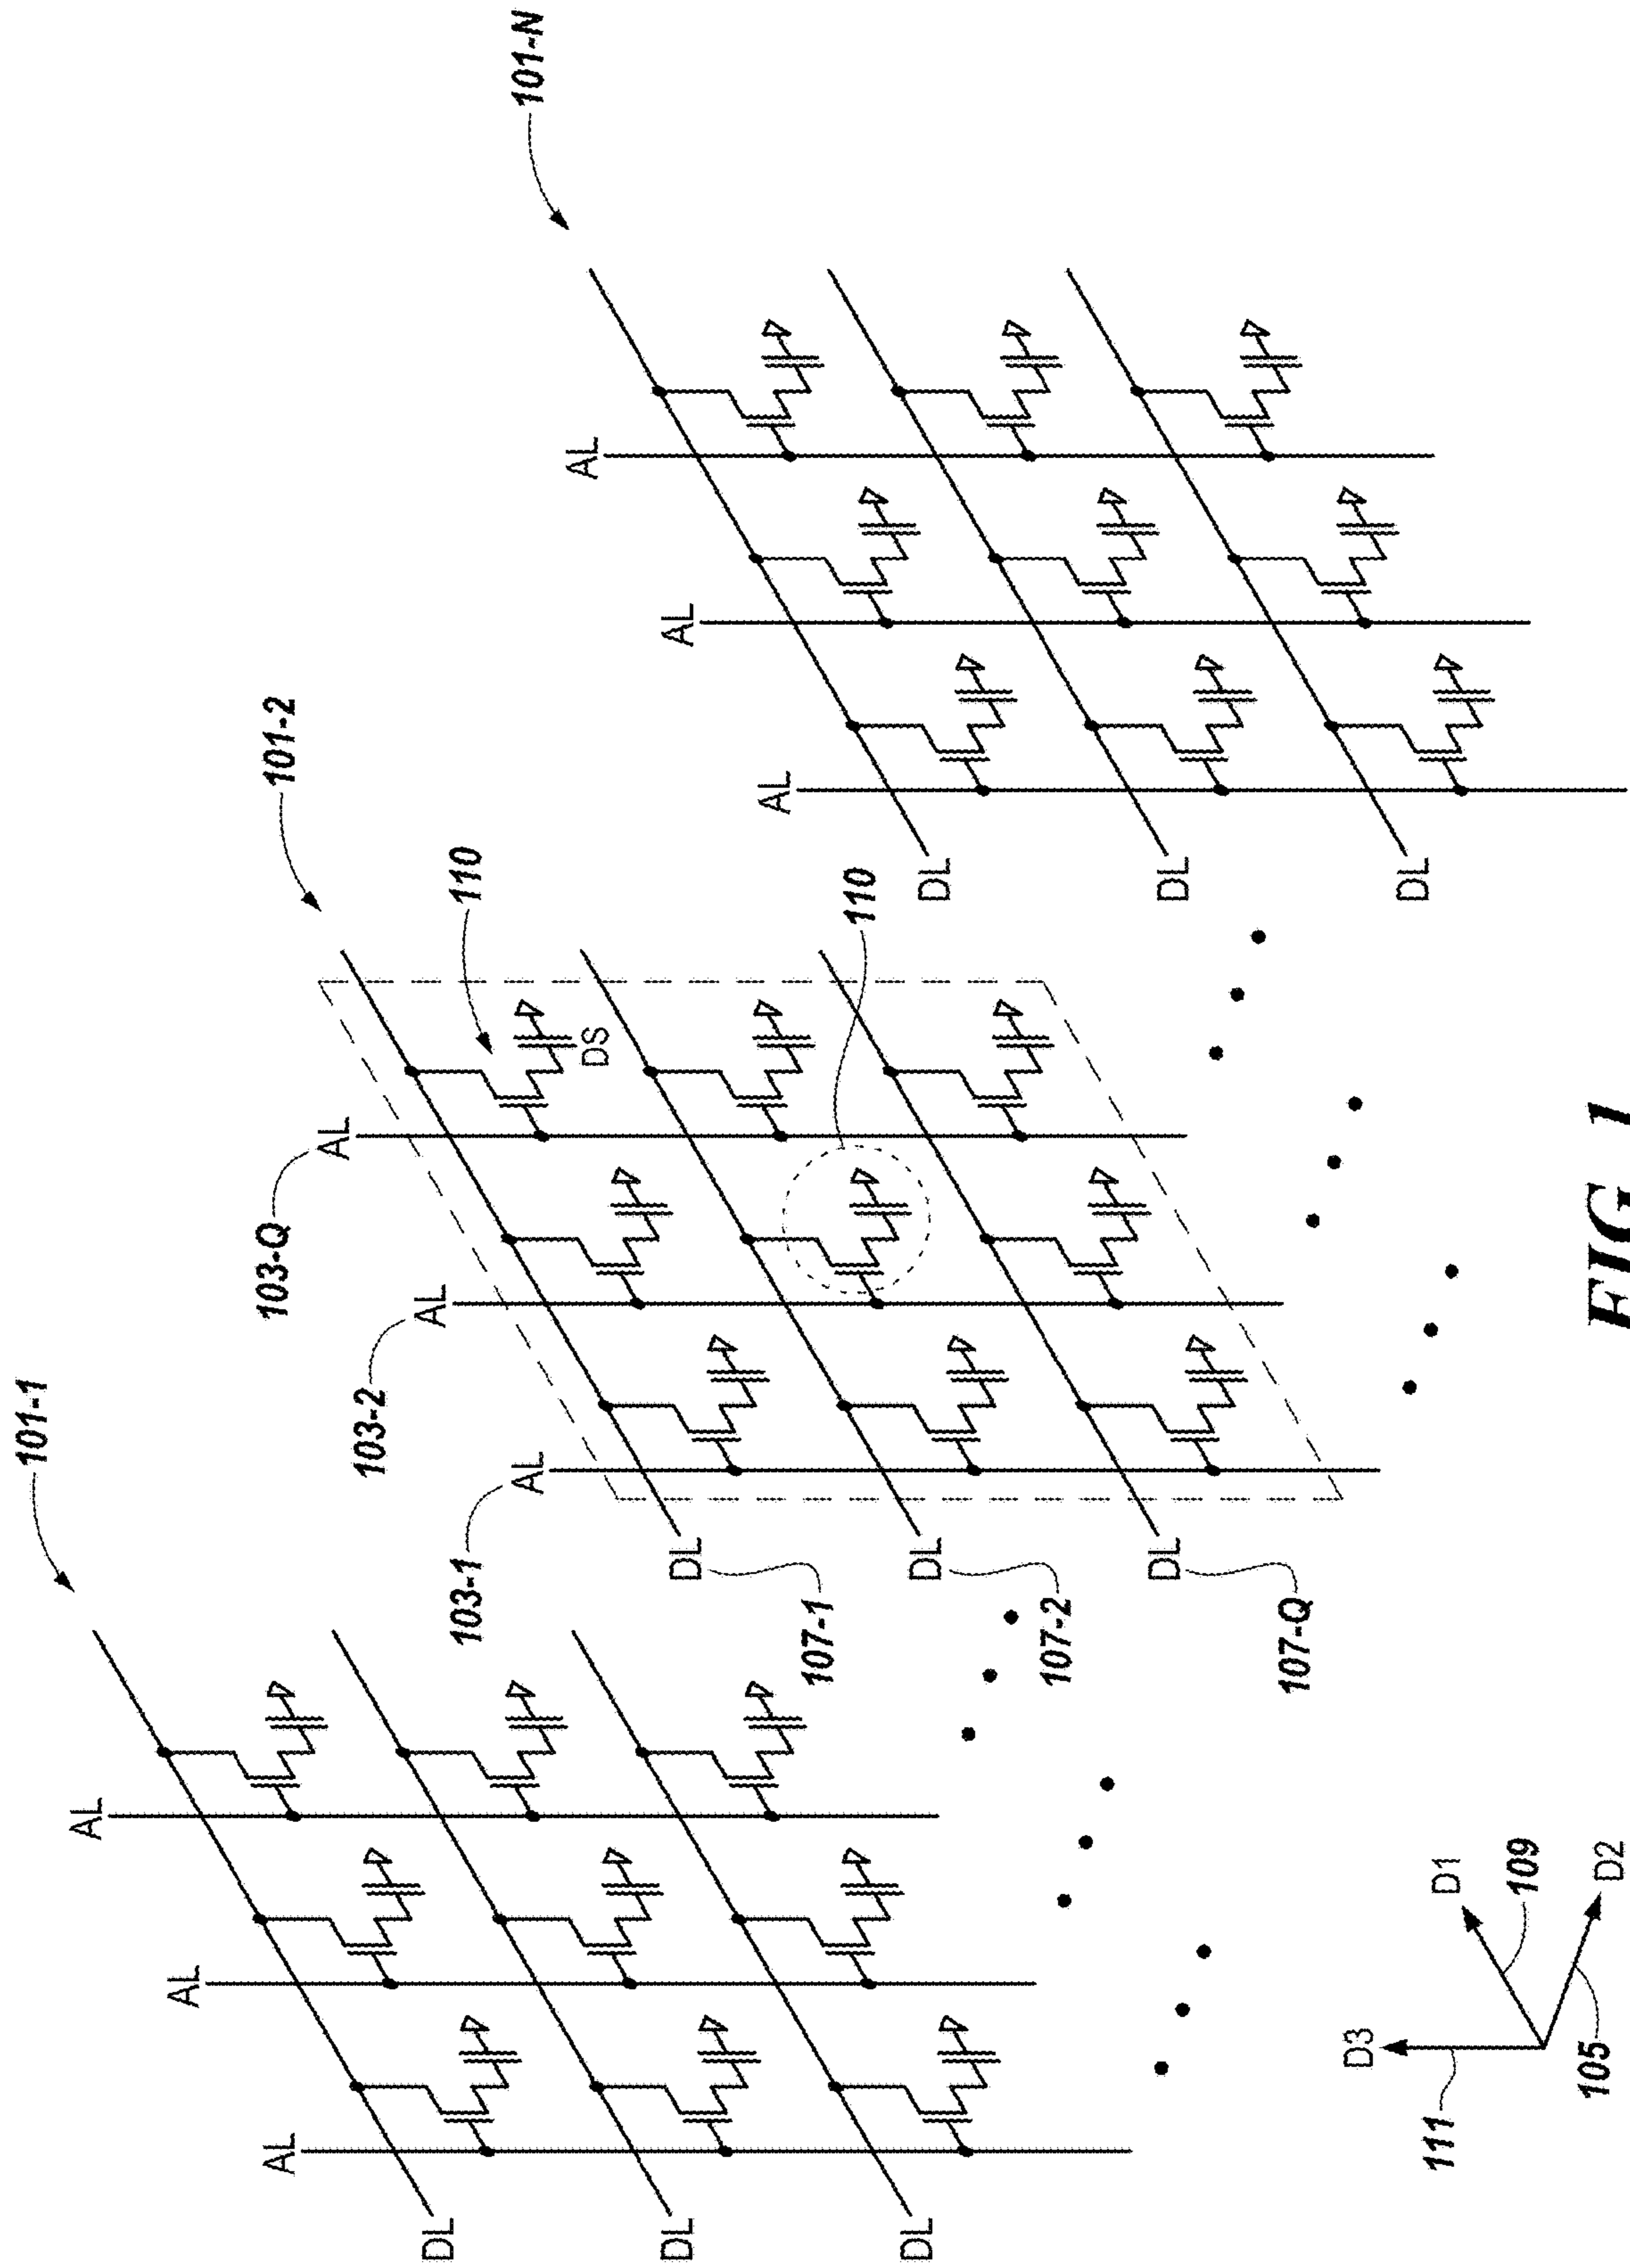 101-1
101-2
101-N
103-Q
110
AL
AL
AL
103-2
AL
DS
AL
AL
AL
103-1
110
AL
AL
AL
DL
DL
DL
DL
107-1
DL
107-2
DL
107-Q
DL
DL
DL
D3
D1
109
111
105
D2
FIG. 1